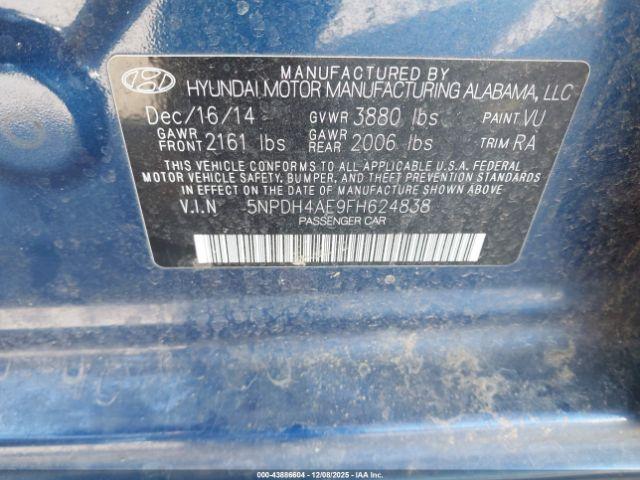 MANUFACTURED BY
HYUNDAI MOTOR MANUFACTURING ALABAMA, LLC
Dec/16/14 GVWR 3880 lbs PAINT VU
GAWR FRONT 2161 lbs GAWR REAR 2006 lbs TRIM RA
THIS VEHICLE CONFORMS TO ALL APPLICABLE U.S.A. FEDERAL
MOTOR VEHICLE SAFETY, BUMPER, AND THEFT PREVENTION STANDARDS
IN EFFECT ON THE DATE OF MANUFACTURE SHOWN ABOVE.
V.I.N 5NPDH4AE9FH624838
PASSENGER CAR
000-43886604 - 12/08/2025 - IAA Inc.